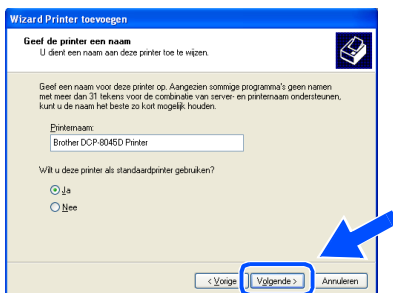 Wizard Printer toevoegen
Geef de printer een naam
U dient een naam aan deze printer toe te wijzen.
Geef een naam voor deze printer op. Aangezien sommige programma's geen namen
met meer dan 31 tekens voor de combinatie van server- en printernaam ondersteunen,
kunt u de naam het beste zo kort mogelijk houden.
Printernaam:
Brother DCP-8045D Printer
Wilt u deze printer als standaardprinter gebruiken?
Ja
Nee
< Vorige
Volgende >
Annuleren